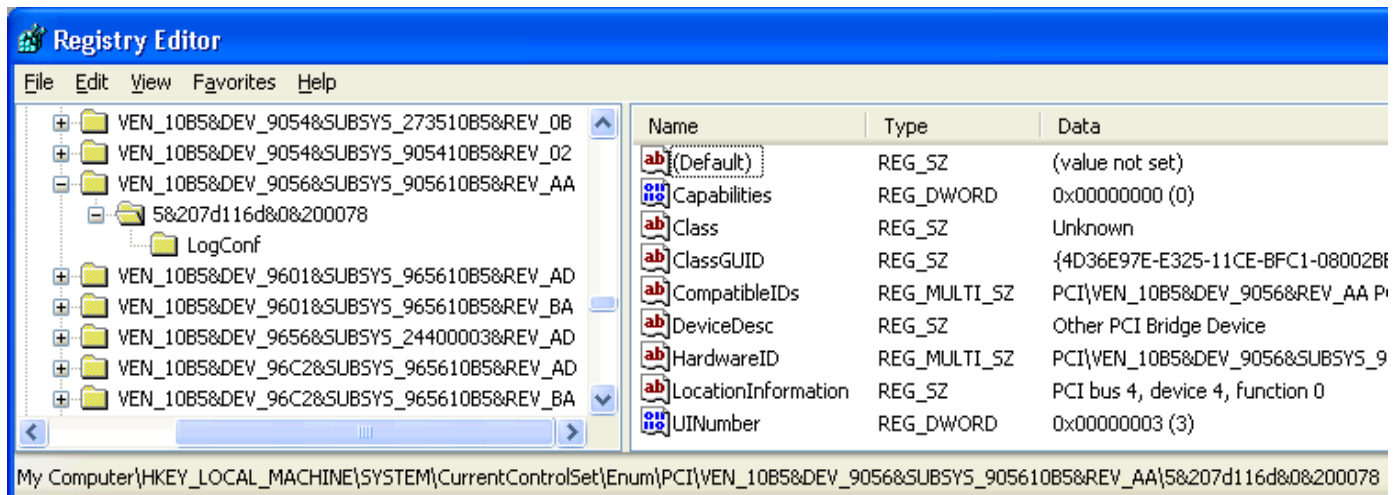 Registry Editor
File Edit View Favorites Help
VEN_10B5&DEV_9054&SUBSYS_273510B5&REV_0B
VEN_10B5&DEV_9054&SUBSYS_905410B5&REV_02
VEN_10B5&DEV_9056&SUBSYS_905610B5&REV_AA
5&207d116d&0&200078
LogConf
VEN_10B5&DEV_9601&SUBSYS_965610B5&REV_AD
VEN_10B5&DEV_9601&SUBSYS_965610B5&REV_BA
VEN_10B5&DEV_9656&SUBSYS_24400003&REV_AD
VEN_10B5&DEV_96C2&SUBSYS_965610B5&REV_AD
VEN_10B5&DEV_96C2&SUBSYS_965610B5&REV_BA
Name Type Data
(Default) REG_SZ (value not set)
Capabilities REG_DWORD 0x00000000 (0)
Class REG_SZ Unknown
ClassGUID REG_SZ {4D36E97E-E325-11CE-BFC1-08002BE
CompatibleIDs REG_MULTI_SZ PCI\VEN_10B5&DEV_9056&REV_AA PC
DeviceDesc REG_SZ Other PCI Bridge Device
HardwareID REG_MULTI_SZ PCI\VEN_10B5&DEV_9056&SUBSYS_9
LocationInformation REG_SZ PCI bus 4, device 4, function 0
UINumber REG_DWORD 0x00000003 (3)
My Computer\HKEY_LOCAL_MACHINE\SYSTEM\CurrentControlSet\Enum\PCI\VEN_10B5&DEV_9056&SUBSYS_905610B5&REV_AA\5&207d116d&0&200078